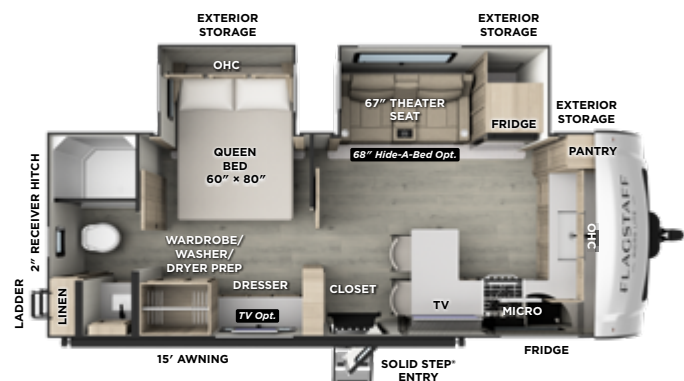 EXTERIOR
STORAGE
EXTERIOR
STORAGE
OHC
67" THEATER
SEAT
FRIDGE
EXTERIOR
STORAGE
QUEEN
BED
60" × 80"
68" Hide-A-Bed Opt.
PANTRY
2" RECEIVER HITCH
FLAGSTAFF
OHC
WARDROBE/
WASHER/
DRYER PREP
LADDER
LINEN
DRESSER
TV Opt.
CLOSET
TV
MICRO
15' AWNING
SOLID STEP®
ENTRY
FRIDGE